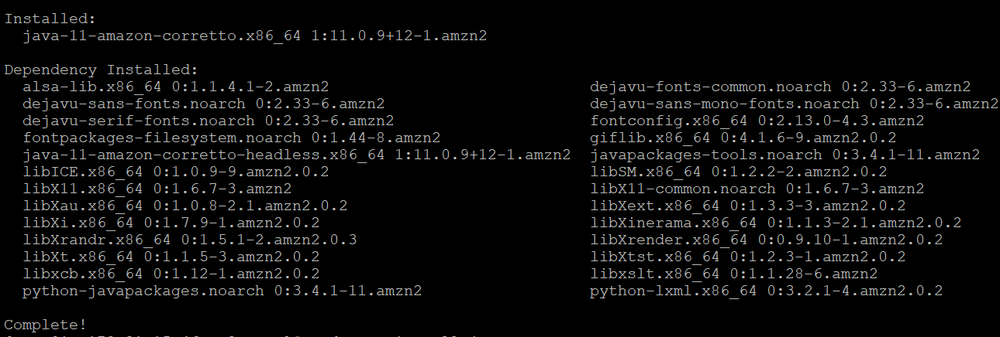 Installed:
java-11-amazon-corretto.x86_64 1:11.0.9+12-1.amzn2
Dependency Installed:
alsa-lib.x86_64 0:1.1.4.1-2.amzn2 dejavu-fonts-common.noarch 0:2.33-6.amzn2
dejavu-sans-fonts.noarch 0:2.33-6.amzn2 dejavu-sans-mono-fonts.noarch 0:2.33-6.amzn2
dejavu-serif-fonts.noarch 0:2.33-6.amzn2 fontconfig.x86_64 0:2.13.0-4.3.amzn2
fontpackages-filesystem.noarch 0:1.44-8.amzn2 giflib.x86_64 0:4.1.6-9.amzn2.0.2
java-11-amazon-corretto-headless.x86_64 1:11.0.9+12-1.amzn2 javapackages-tools.noarch 0:3.4.1-11.amzn2
libICE.x86_64 0:1.0.9-9.amzn2.0.2 libSM.x86_64 0:1.2.2-2.amzn2.0.2
libX11.x86_64 0:1.6.7-3.amzn2 libX11-common.noarch 0:1.6.7-3.amzn2
libXau.x86_64 0:1.0.8-2.1.amzn2.0.2 libXext.x86_64 0:1.3.3-3.amzn2.0.2
libXi.x86_64 0:1.7.9-1.amzn2.0.2 libXinerama.x86_64 0:1.1.3-2.1.amzn2.0.2
libXrandr.x86_64 0:1.5.1-2.amzn2.0.3 libXrender.x86_64 0:0.9.10-1.amzn2.0.2
libXt.x86_64 0:1.1.5-3.amzn2.0.2 libXtst.x86_64 0:1.2.3-1.amzn2.0.2
libxcb.x86_64 0:1.12-1.amzn2.0.2 libxslt.x86_64 0:1.1.28-6.amzn2
python-javapackages.noarch 0:3.4.1-11.amzn2 python-lxml.x86_64 0:3.2.1-4.amzn2.0.2
Complete!